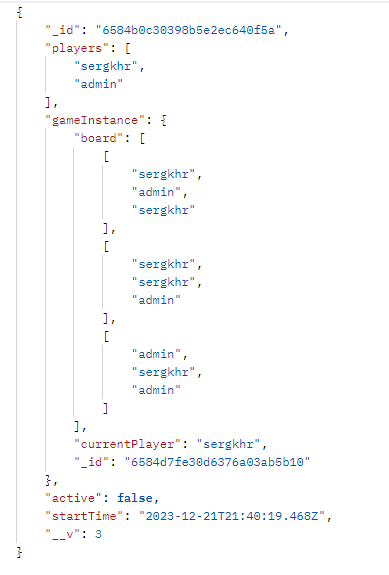 {
"_id": "6584b0c30398b5e2ec640f5a",
"players": [
"sergkhr",
"admin"
],
"gameInstance": {
"board": [
[
"sergkhr",
"admin",
"sergkhr"
],
[
"sergkhr",
"sergkhr",
"admin"
],
[
"admin",
"sergkhr",
"admin"
]
],
"currentPlayer": "sergkhr",
"_id": "6584d7fe30d6376a03ab5b10"
},
"active": false,
"startTime": "2023-12-21T21:40:19.468Z",
"__v": 3
}